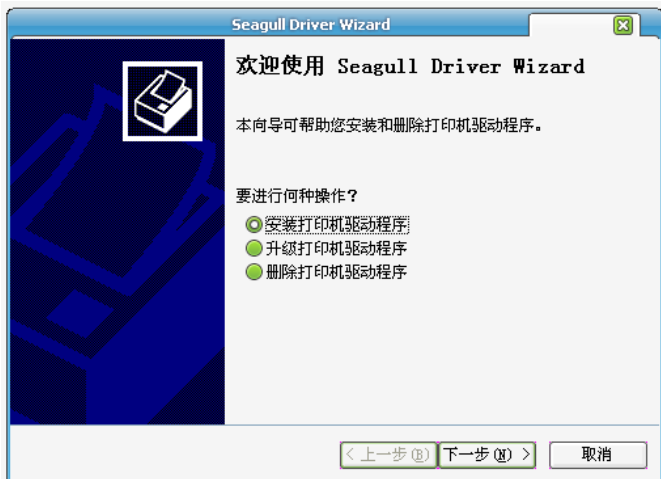 Seagull Driver Wizard
欢迎使用 Seagull Driver Wizard
本向导可帮助您安装和删除打印机驱动程序。
要进行何种操作?
安装打印机驱动程序
升级打印机驱动程序
删除打印机驱动程序
< 上一步(B) 下一步(N) > 取消